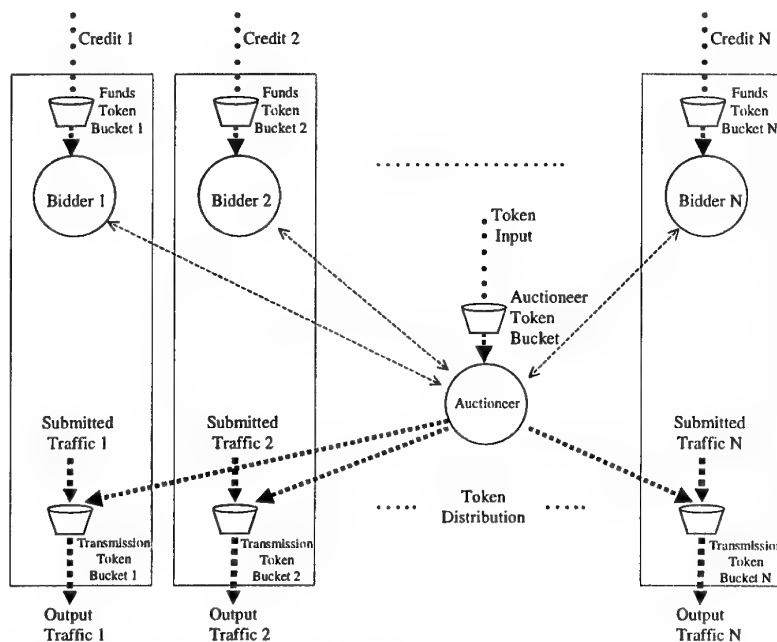 Credit 1
Credit 2
Credit N
Funds
Token
Bucket 1
Funds
Token
Bucket 2
Funds
Token
Bucket N
Bidder 1
Bidder 2
Bidder N
Token
Input
Auctioneer
Token
Bucket
Auctioneer
Submitted
Traffic 1
Submitted
Traffic 2
Submitted
Traffic N
Token
Distribution
Transmission
Token
Bucket 1
Transmission
Token
Bucket 2
Transmission
Token
Bucket N
Output
Traffic 1
Output
Traffic 2
Output
Traffic N